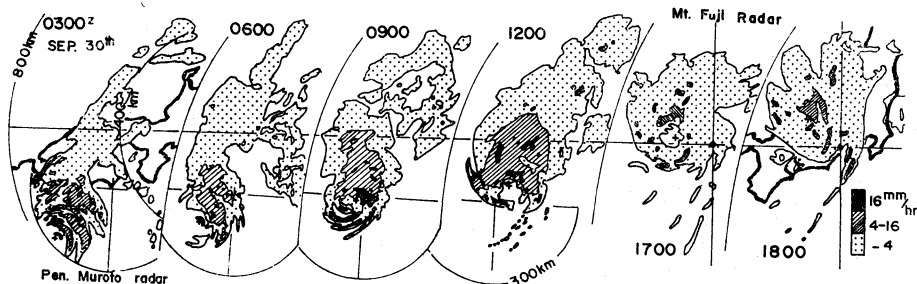 0300ᶻ
SEP. 30ᵗʰ
800km
400km
0600
0900
1200
Mt. Fuji Radar
1700
1800
300km
Pen. Muroto radar
16 mm/hr
4-16
- 4